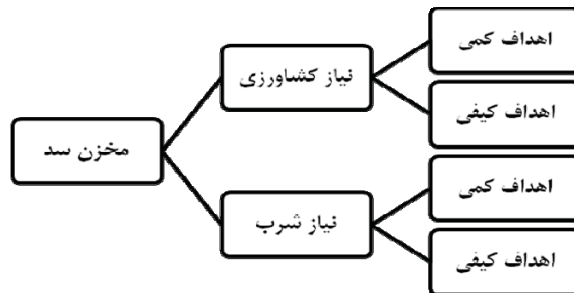 اهداف کمی
نیاز کشاورزی
اهداف کیفی
مخزن سد
اهداف کمی
نیاز شرب
اهداف کیفی